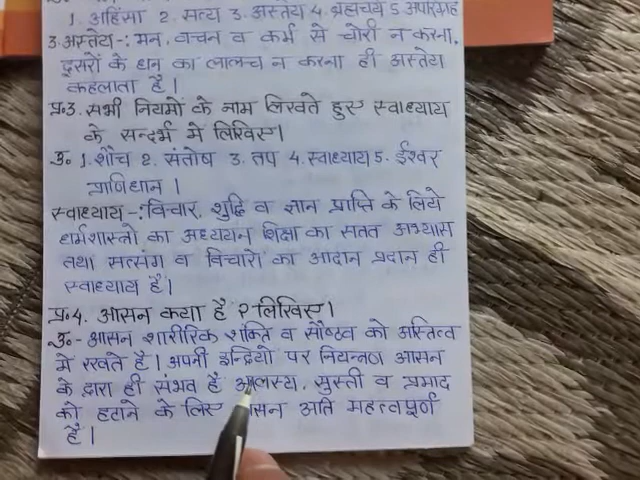 1. अहिंसा 2. सत्य 3. अस्तेय 4. ब्रह्मचर्य 5 अपरिग्रह
3. अस्तेय -: मन, वचन व कर्म से चोरी न करना,
दूसरों के धन का लालच न करना ही अस्तेय
कहलाता है।
प्र.3. सभी नियमों के नाम लिखते हुए स्वाध्याय
के सन्दर्भ में लिखिए।
उ० 1. शौच 2. संतोष 3. तप 4. स्वाध्याय 5. ईश्वर
प्राणिधान।
स्वाध्याय -: विचार, शुद्धि व ज्ञान प्राप्ति के लिये
धर्मशास्त्रों का अध्ययन शिक्षा का सतत अभ्यास
तथा सत्संग व विचारों का आदान प्रदान ही
स्वाध्याय है।
प्र.4. आसन क्या है ? लिखिए।
उ०- आसन शारीरिक शक्ति व सौष्ठव को अस्तित्व
में रखते है। अपनी इन्द्रियो पर नियन्त्रण आसन
के द्वारा ही संभव है आलस्य, सुस्ती व प्रमाद
को हटाने के लिए आसन अति महत्वपूर्ण
है।